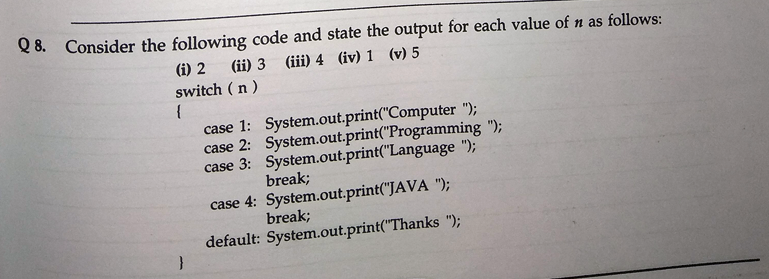 Q 8. Consider the following code and state the output for each value of n as follows:
(i) 2 (ii) 3 (iii) 4 (iv) 1 (v) 5
switch ( n )
{
case 1: System.out.print("Computer ");
case 2: System.out.print("Programming ");
case 3: System.out.print("Language ");
break;
case 4: System.out.print("JAVA ");
break;
default: System.out.print("Thanks ");
}